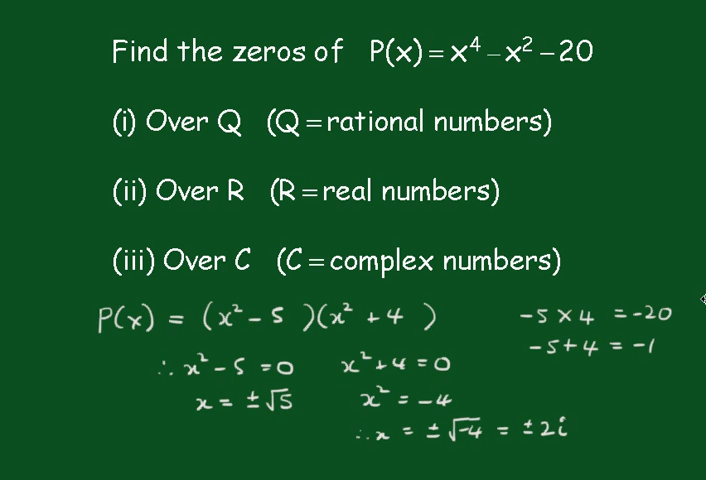 Find the zeros of P(x) = x⁴ – x² – 20
(i) Over Q (Q = rational numbers)
(ii) Over R (R = real numbers)
(iii) Over C (C = complex numbers)
P(x) = (x² - 5 )(x² + 4 ) -5 × 4 = -20
-5 + 4 = -1
∴ x² - 5 = 0 x² + 4 = 0
x = ±√5 x² = -4
∴ x = ±√-4 = ±2i